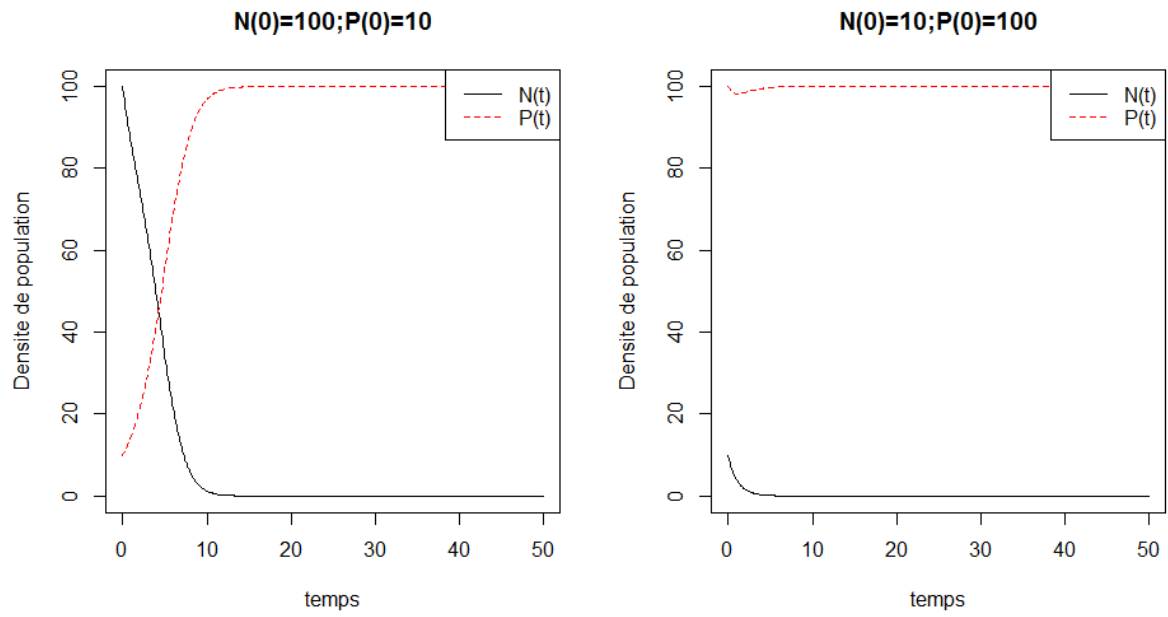 N(0)=100;P(0)=10
N(t)
P(t)
Densite de population
0
20
40
60
80
100
0 10 20 30 40 50
temps
N(0)=10;P(0)=100
N(t)
P(t)
Densite de population
0
20
40
60
80
100
0 10 20 30 40 50
temps